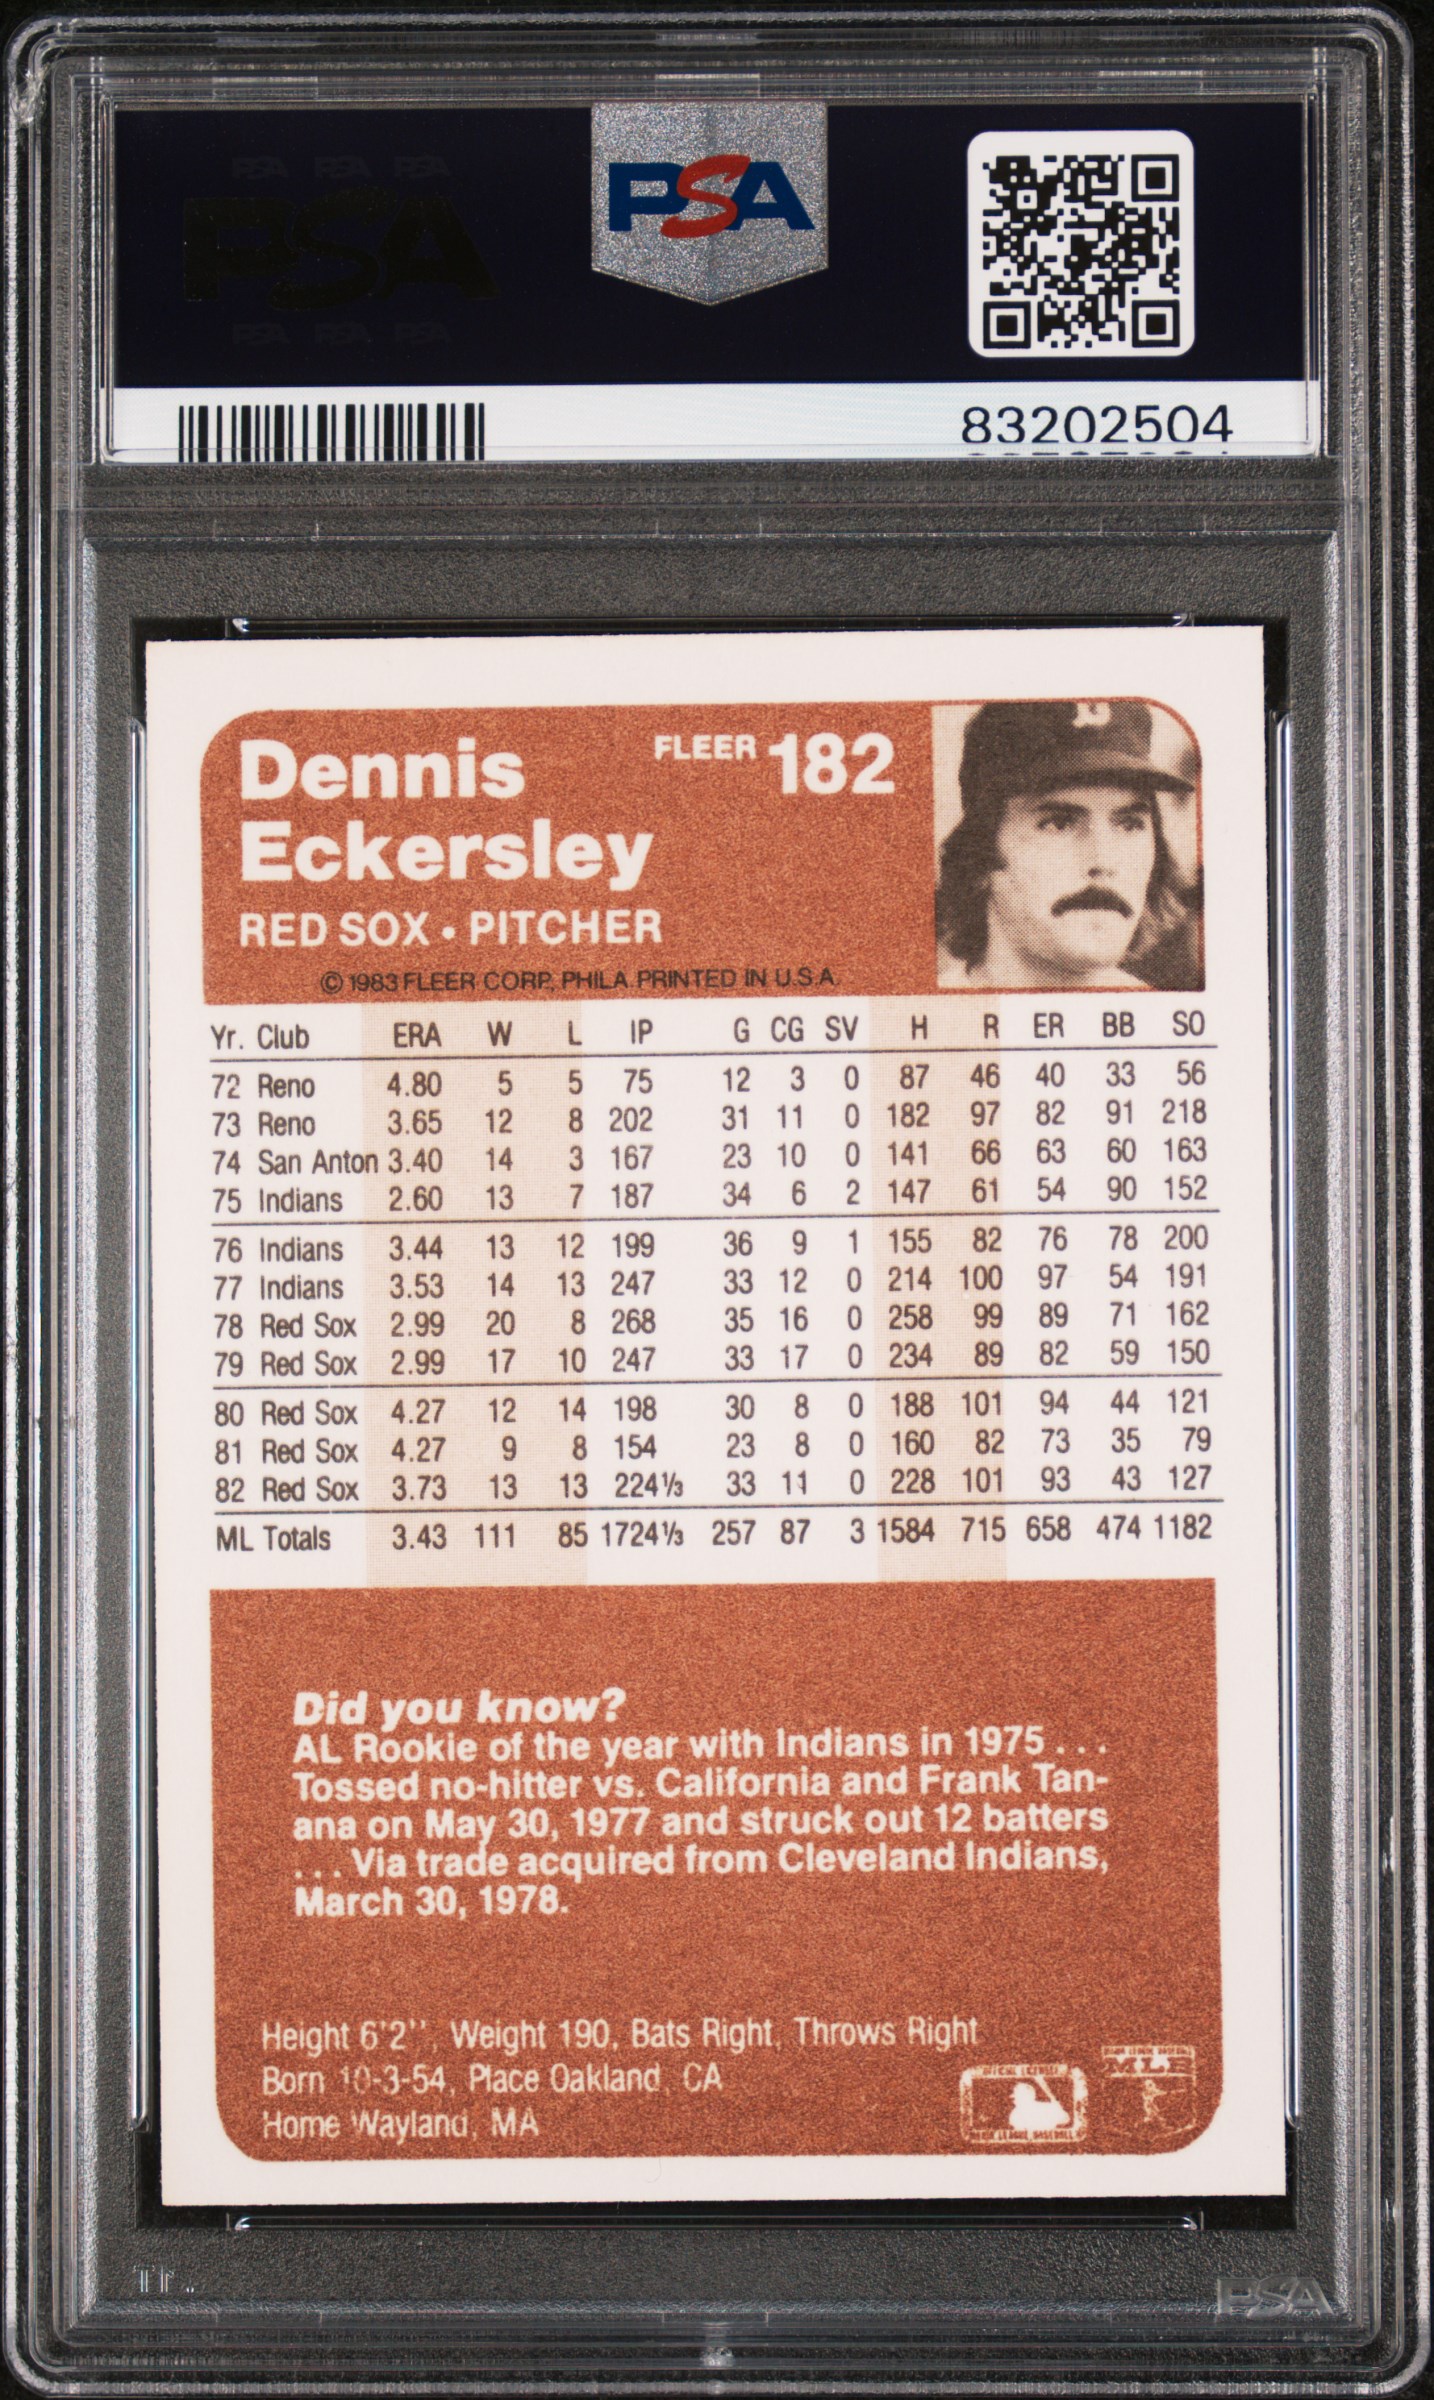 PSA PSA PSA
PSA
PSA PSA PSA
PSA
83202504
Dennis
Eckersley
FLEER 182
RED SOX • PITCHER
© 1983 FLEER CORP., PHILA. PRINTED IN U.S.A.
Yr. Club ERA W L IP G CG SV H R ER BB SO
72 Reno 4.80 5 5 75 12 3 0 87 46 40 33 56
73 Reno 3.65 12 8 202 31 11 0 182 97 82 91 218
74 San Anton 3.40 14 3 167 23 10 0 141 66 63 60 163
75 Indians 2.60 13 7 187 34 6 2 147 61 54 90 152
76 Indians 3.44 13 12 199 36 9 1 155 82 76 78 200
77 Indians 3.53 14 13 247 33 12 0 214 100 97 54 191
78 Red Sox 2.99 20 8 268 35 16 0 258 99 89 71 162
79 Red Sox 2.99 17 10 247 33 17 0 234 89 82 59 150
80 Red Sox 4.27 12 14 198 30 8 0 188 101 94 44 121
81 Red Sox 4.27 9 8 154 23 8 0 160 82 73 35 79
82 Red Sox 3.73 13 13 224⅓ 33 11 0 228 101 93 43 127
ML Totals 3.43 111 85 1724⅓ 257 87 3 1584 715 658 474 1182
Did you know?
AL Rookie of the year with Indians in 1975 . . .
Tossed no-hitter vs. California and Frank Tan-
ana on May 30, 1977 and struck out 12 batters
. . . Via trade acquired from Cleveland Indians,
March 30, 1978.
Height 6'2'', Weight 190, Bats Right, Throws Right
Born 10-3-54, Place Oakland, CA
Home Wayland, MA
MLB
PSA